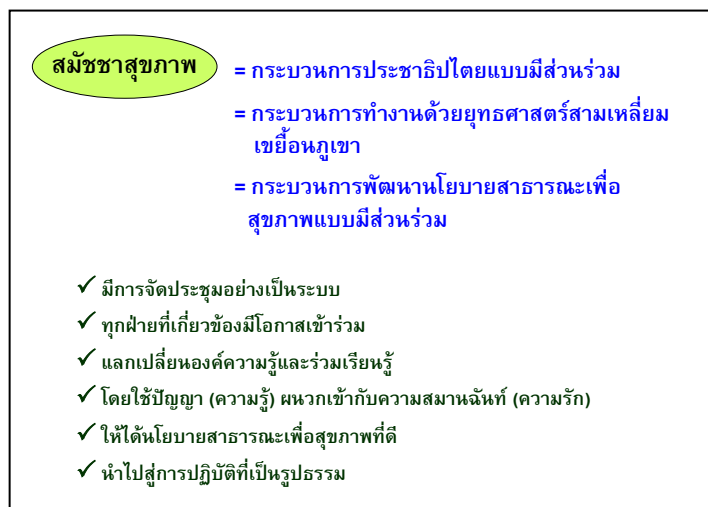 สมัชชาสุขภาพ
= กระบวนการประชาธิปไตยแบบมีส่วนร่วม
= กระบวนการทำงานด้วยยุทธศาสตร์สามเหลี่ยม
เขยื้อนภูเขา
= กระบวนการพัฒนานโยบายสาธารณะเพื่อ
สุขภาพแบบมีส่วนร่วม
✓ มีการจัดประชุมอย่างเป็นระบบ
✓ ทุกฝ่ายที่เกี่ยวข้องมีโอกาสเข้าร่วม
✓ แลกเปลี่ยนองค์ความรู้และร่วมเรียนรู้
✓ โดยใช้ปัญญา (ความรู้) ผนวกเข้ากับความสมานฉันท์ (ความรัก)
✓ ให้ได้นโยบายสาธารณะเพื่อสุขภาพที่ดี
✓ นำไปสู่การปฏิบัติที่เป็นรูปธรรม